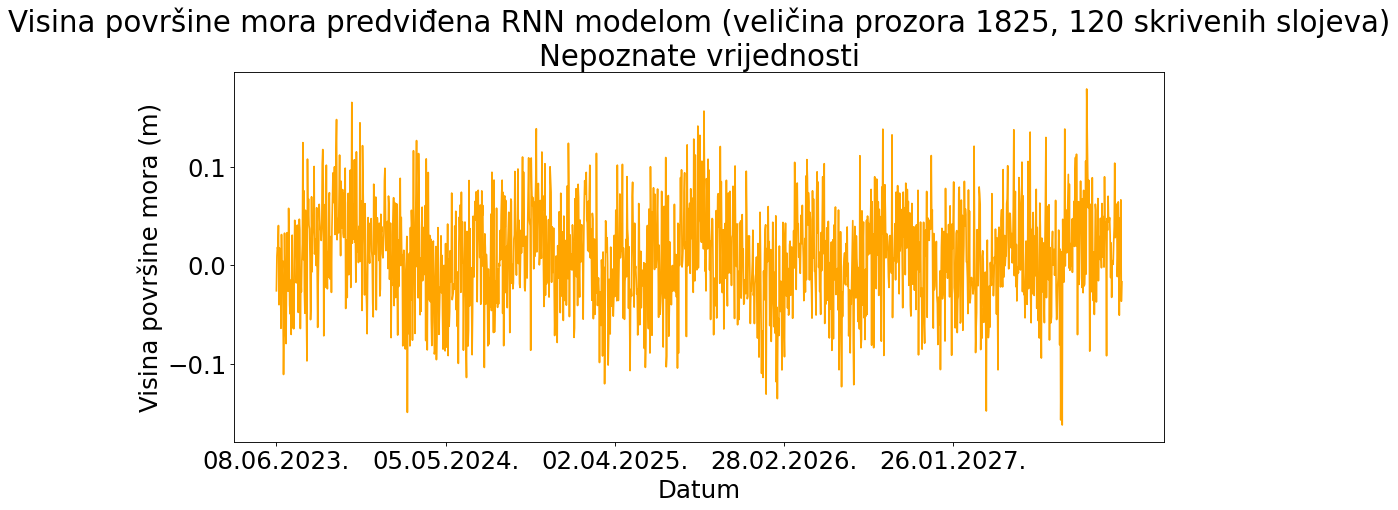 Visina površine mora predviđena RNN modelom (veličina prozora 1825, 120 skrivenih slojeva)
Nepoznate vrijednosti
Visina površine mora (m)
0.1
0.0
−0.1
08.06.2023. 05.05.2024. 02.04.2025. 28.02.2026. 26.01.2027.
Datum